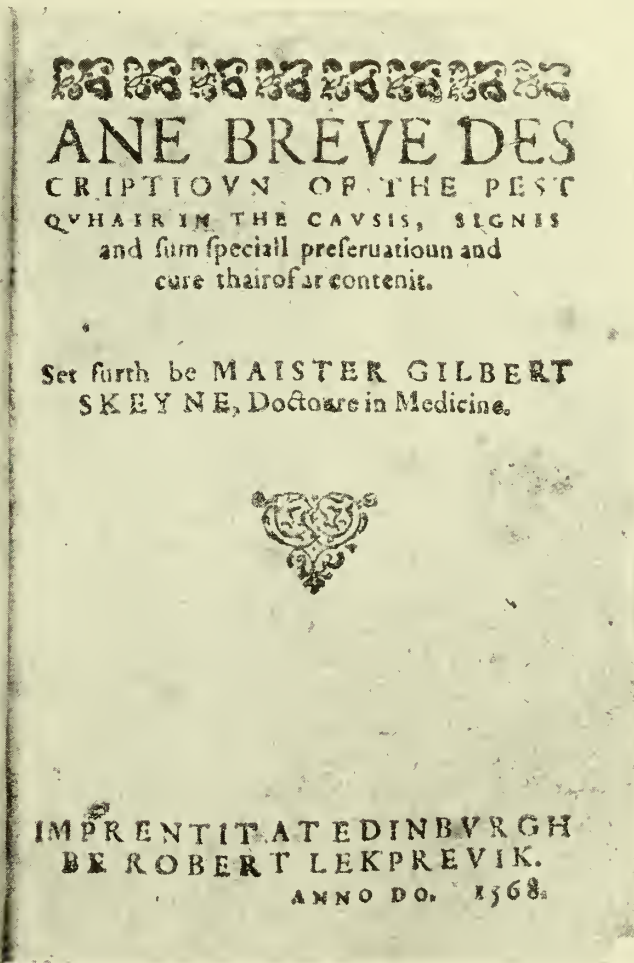 ANE BREVE DES
CRIPTIOVN OF THE PEST
QVHAIR IN THE CAVSIS, SIGNIS
and ſum ſpeciall preſeruatioun and
cure thairof ar contenit.
Set furth be MAISTER GILBERT
SKEYNE, Doctoure in Medicine.
IMPRENTIT AT EDINBVRGH
BE ROBERT LEKPREVIK.
ANNO DO. 1568.